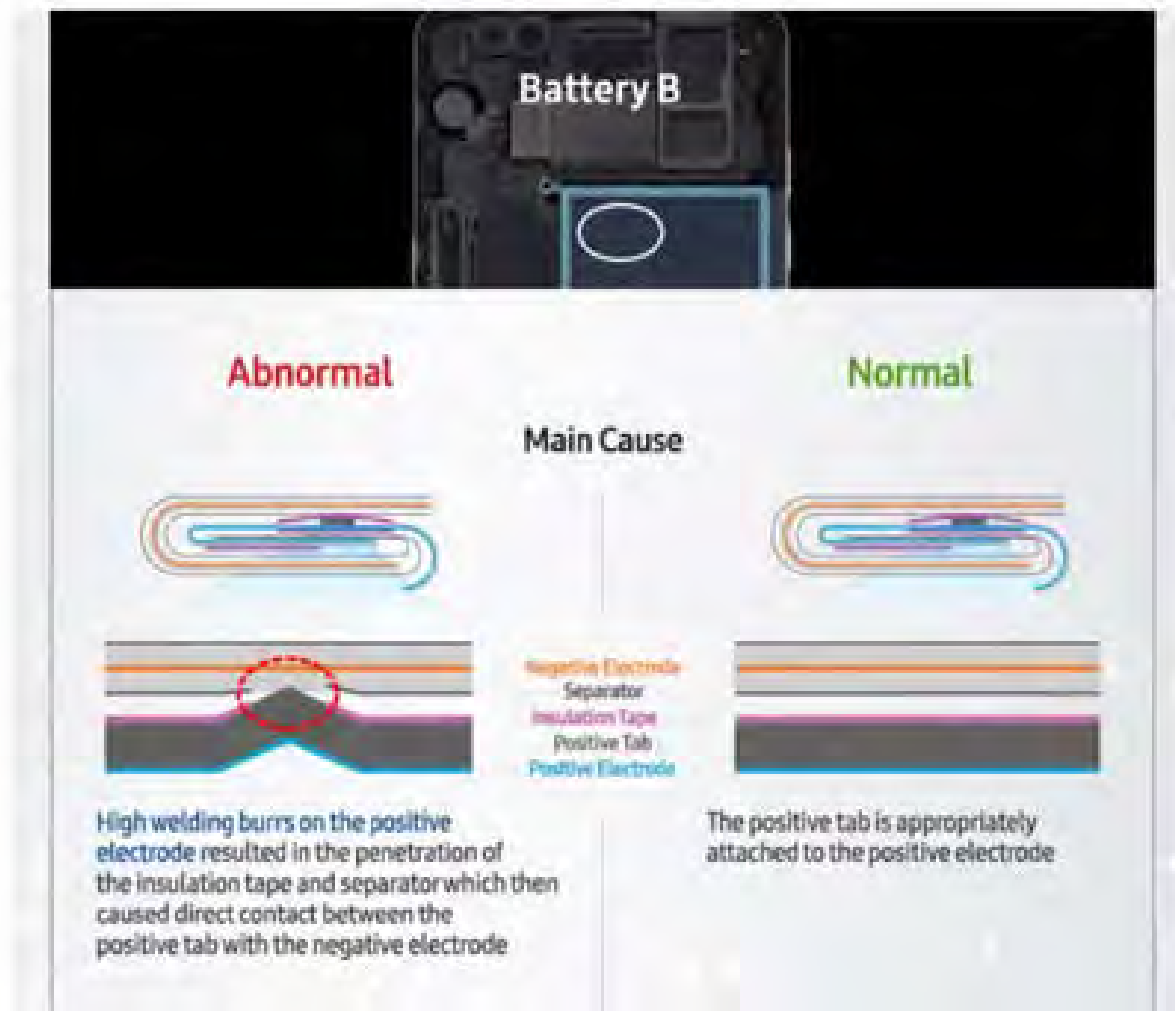 Battery B
Abnormal
Normal
Main Cause
Negative Electrode
Separator
Insulation Tape
Positive Tab
Positive Electrode
High welding burrs on the positive
electrode resulted in the penetration of
the insulation tape and separator which then
caused direct contact between the
positive tab with the negative electrode
The positive tab is appropriately
attached to the positive electrode